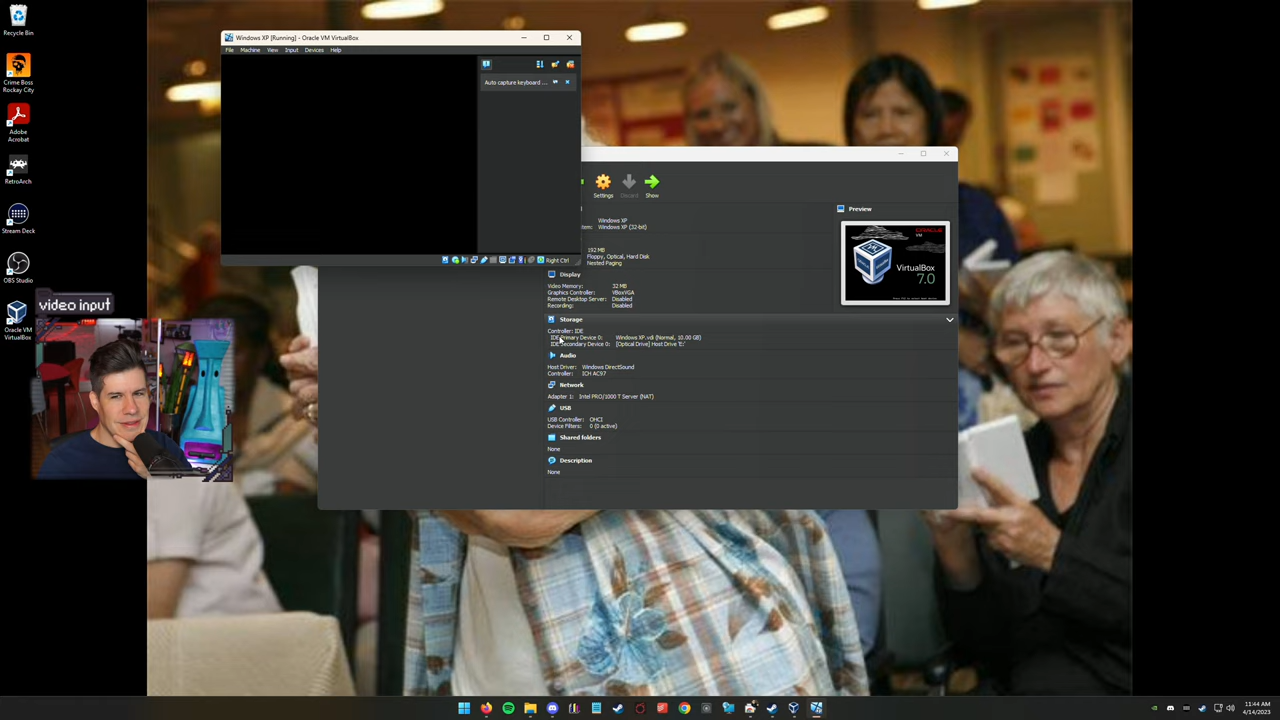 Recycle Bin
Crime Boss
Rockay City
Adobe
Acrobat
RetroArch
Stream Deck
OBS Studio
Oracle VM
VirtualBox
video input
Windows XP [Running] - Oracle VM VirtualBox
File Machine View Input Devices Help
Auto capture keyboard ...
Right Ctrl
Settings Discard Show
Windows XP
Windows XP (32-bit)
192 MB
Floppy, Optical, Hard Disk
Nested Paging
Display
Video Memory: 32 MB
Graphics Controller: VBoxVGA
Remote Desktop Server: Disabled
Recording: Disabled
Storage
Controller: IDE
IDE Primary Device 0: Windows XP.vdi (Normal, 10.00 GB)
IDE Secondary Device 0: [Optical Drive] Host Drive 'E:'
Audio
Host Driver: Windows DirectSound
Controller: ICH AC97
Network
Adapter 1: Intel PRO/1000 T Server (NAT)
USB
USB Controller: OHCI
Device Filters: 0 (0 active)
Shared folders
None
Description
None
Preview
ORACLE
VM
VirtualBox
7.0
11:44 AM
4/14/2023